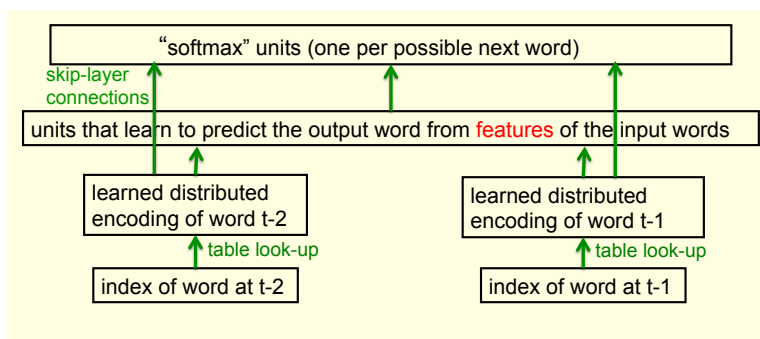 “softmax” units (one per possible next word)
skip-layer
connections
units that learn to predict the output word from features of the input words
learned distributed
encoding of word t-2
learned distributed
encoding of word t-1
table look-up
table look-up
index of word at t-2
index of word at t-1